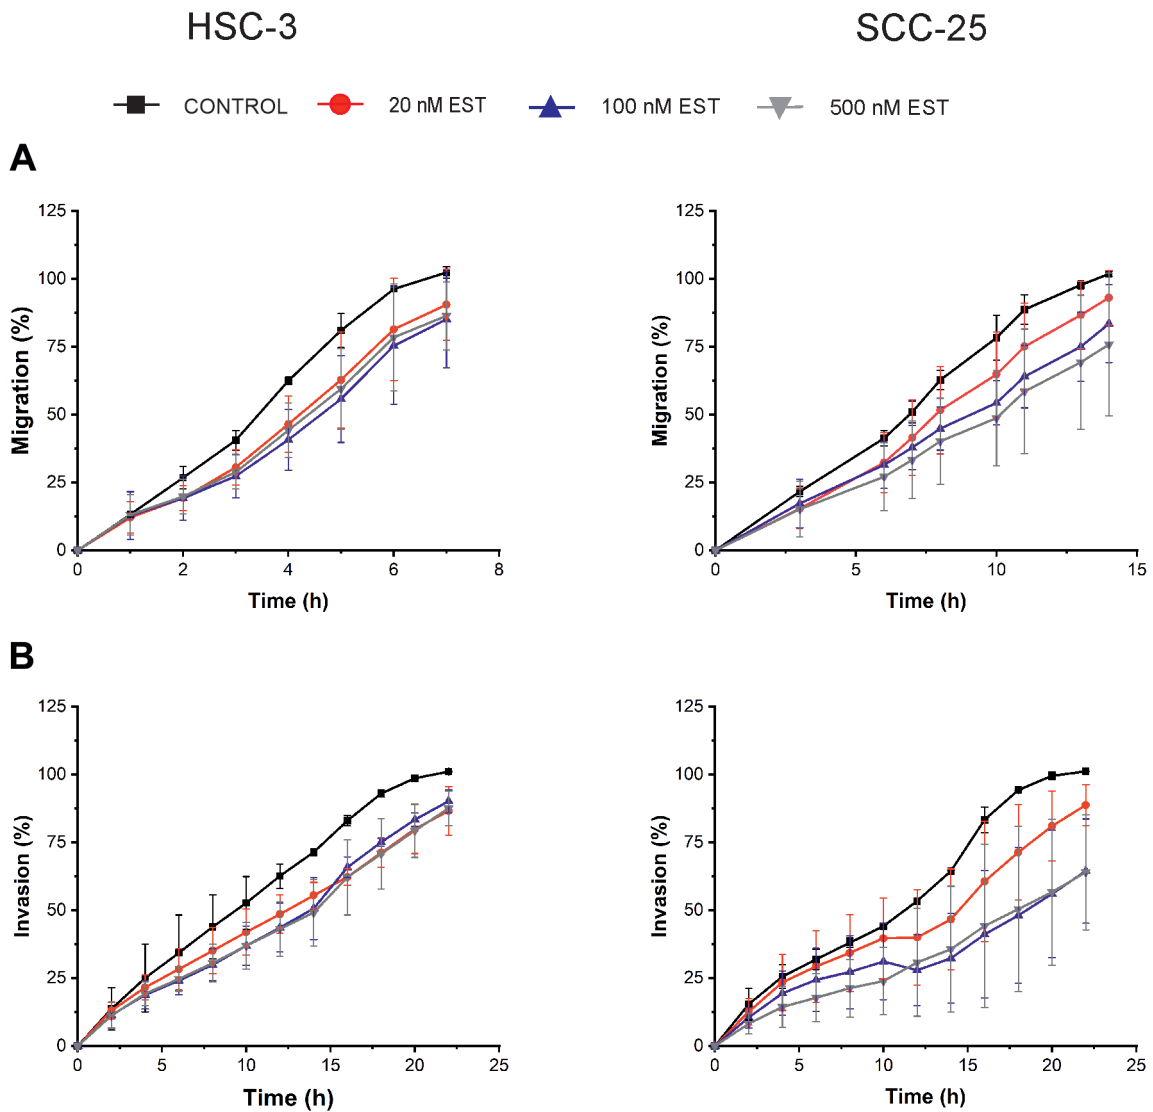 HSC-3
SCC-25
CONTROL
20 nM EST
100 nM EST
500 nM EST
A
125
100
75
50
25
0
Migration (%)
0 2 4 6 8
Time (h)
125
100
75
50
25
0
Migration (%)
0 5 10 15
Time (h)
B
125
100
75
50
25
0
Invasion (%)
0 5 10 15 20 25
Time (h)
125
100
75
50
25
0
Invasion (%)
0 5 10 15 20 25
Time (h)